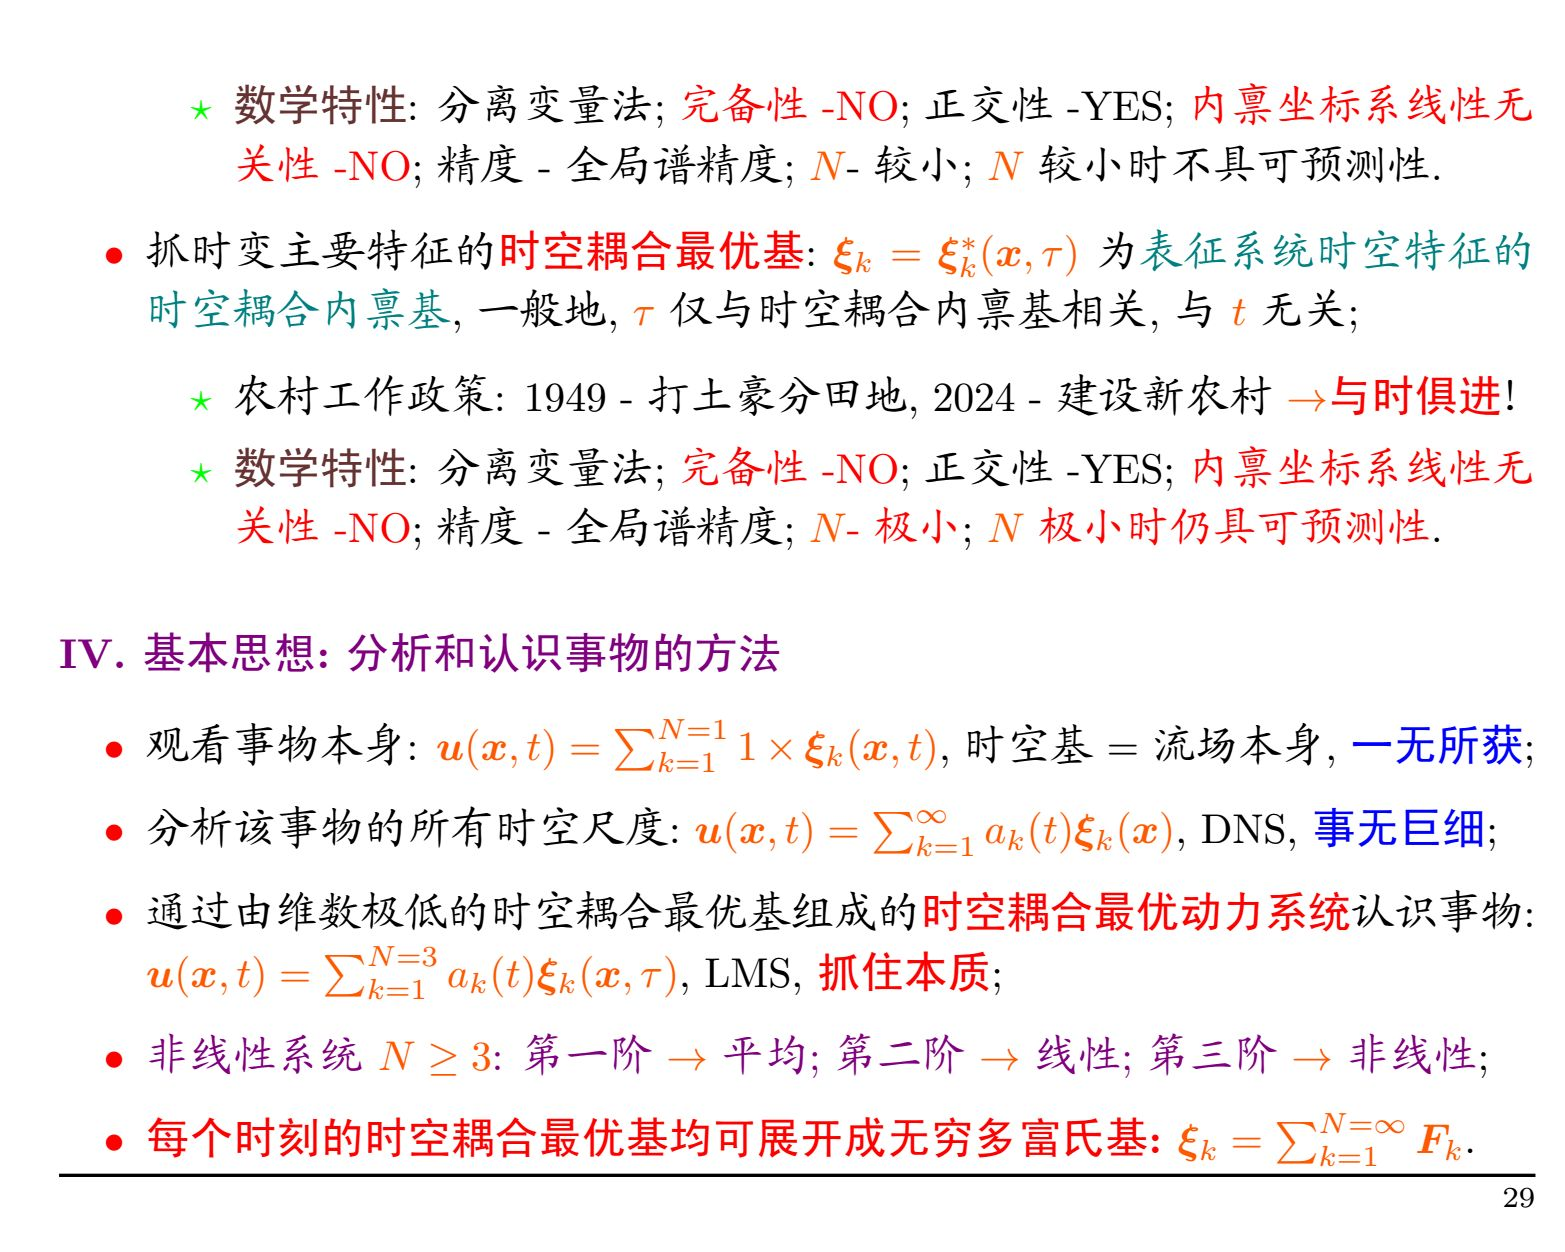 ⋆ 数学特性: 分离变量法; 完备性 -NO; 正交性 -YES; 内禀坐标系线性无
关性 -NO; 精度 - 全局谱精度; N- 较小; N 较小时不具可预测性.
• 抓时变主要特征的时空耦合最优基: ξ_k = ξ_k^*(x, τ) 为表征系统时空特征的
时空耦合内禀基, 一般地, τ 仅与时空耦合内禀基相关, 与 t 无关;
⋆ 农村工作政策: 1949 - 打土豪分田地, 2024 - 建设新农村 →与时俱进!
⋆ 数学特性: 分离变量法; 完备性 -NO; 正交性 -YES; 内禀坐标系线性无
关性 -NO; 精度 - 全局谱精度; N- 极小; N 极小时仍具可预测性.
IV. 基本思想: 分析和认识事物的方法
• 观看事物本身: u(x, t) = ∑_{k=1}^{N=1} 1 × ξ_k(x, t), 时空基 = 流场本身, 一无所获;
• 分析该事物的所有时空尺度: u(x, t) = ∑_{k=1}^{∞} a_k(t)ξ_k(x), DNS, 事无巨细;
• 通过由维数极低的时空耦合最优基组成的时空耦合最优动力系统认识事物:
u(x, t) = ∑_{k=1}^{N=3} a_k(t)ξ_k(x, τ), LMS, 抓住本质;
• 非线性系统 N ≥ 3: 第一阶 → 平均; 第二阶 → 线性; 第三阶 → 非线性;
• 每个时刻的时空耦合最优基均可展开成无穷多富氏基: ξ_k = ∑_{k=1}^{N=∞} F_k.
29